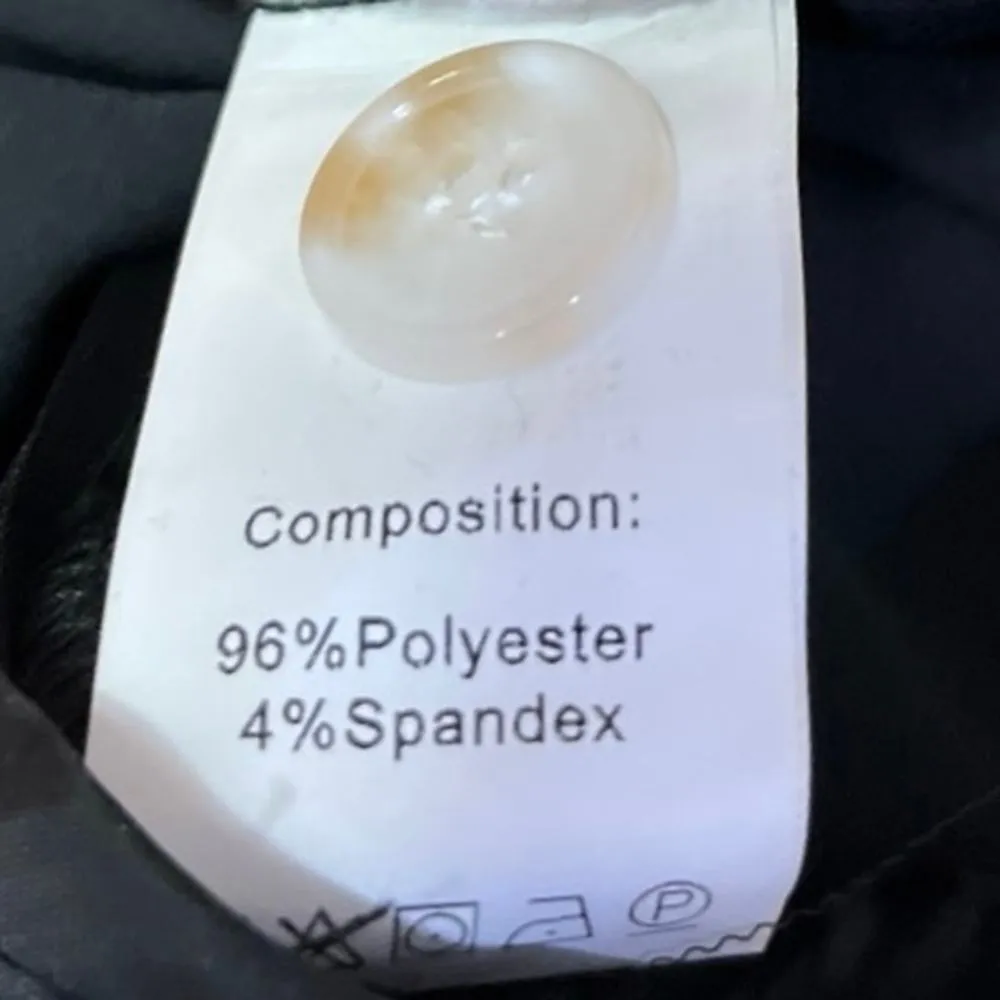 Composition:
96%Polyester
4%Spandex
P